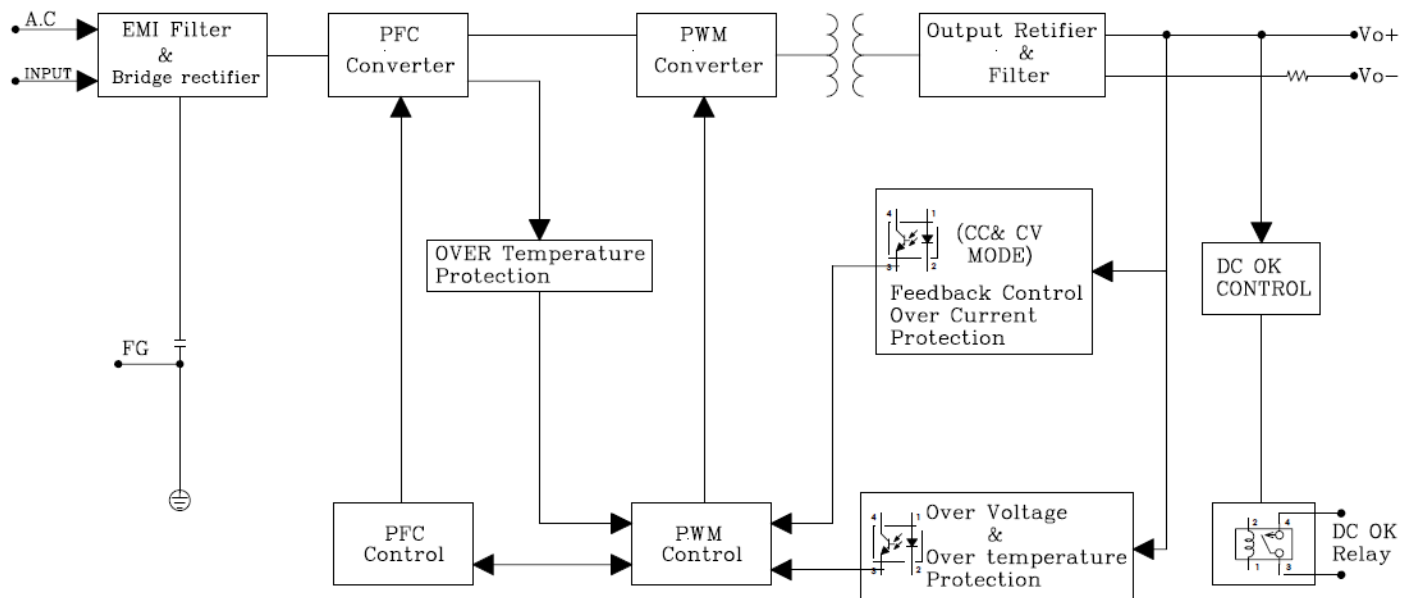 A.C
INPUT
EMI Filter
&
Bridge rectifier
PFC
Converter
PWM
Converter
Output Retifier
&
Filter
Vo+
Vo-
OVER Temperature
Protection
4 1
3 2
(CC& CV
MODE)
Feedback Control
Over Current
Protection
DC OK
CONTROL
FG
PFC
Control
PWM
Control
4 1
3 2
Over Voltage
&
Over temperature
Protection
2 4
1 3
DC OK
Relay